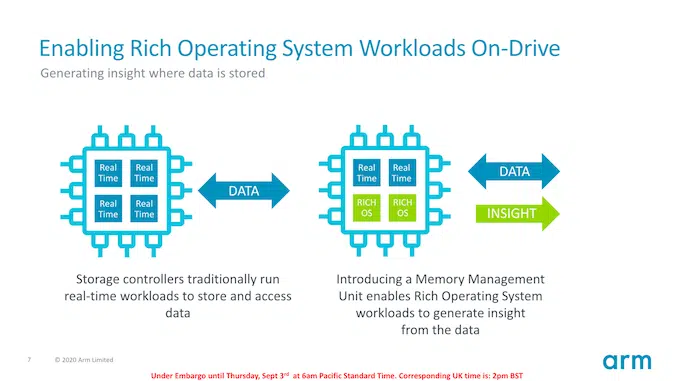 Enabling Rich Operating System Workloads On-Drive
Generating insight where data is stored
Real Time
Real Time
Real Time
Real Time
DATA
Storage controllers traditionally run
real-time workloads to store and access
data
Real Time
Real Time
RICH OS
RICH OS
DATA
INSIGHT
Introducing a Memory Management
Unit enables Rich Operating System
workloads to generate insight
from the data
7
© 2020 Arm Limited
arm
Under Embargo until Thursday, Sept 3rd at 6am Pacific Standard Time. Corresponding UK time is: 2pm BST